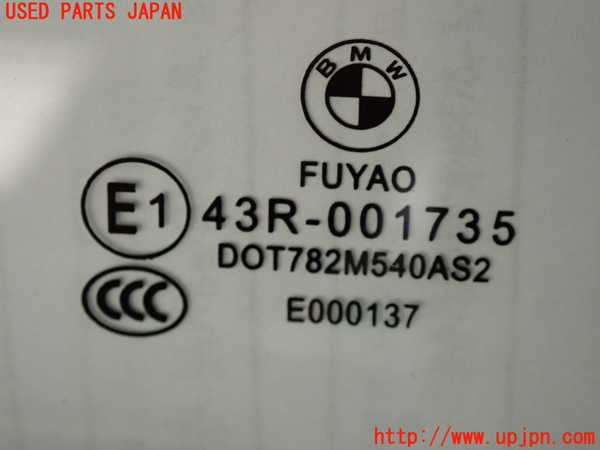 USED PARTS JAPAN
BMW
FUYAO
E1 43R-001735
DOT782M540AS2
CCC E000137
http://www.upjpn.com/